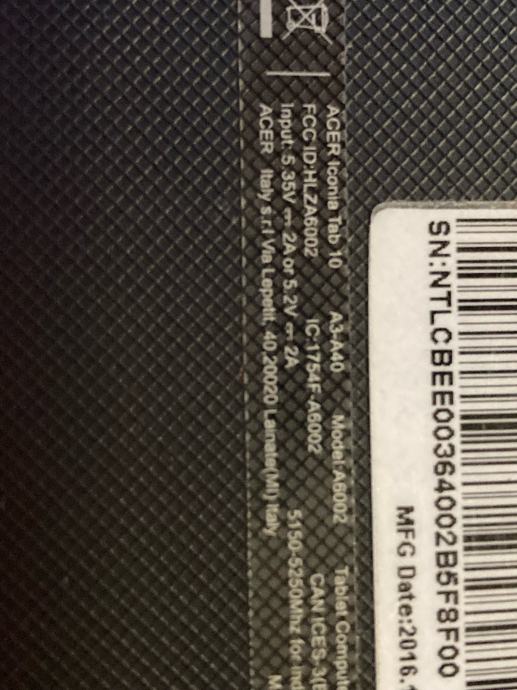 SN:NTLCBEE00364002B5F8F00
MFG Date:2016.
ACER Iconia Tab 10 A3-A40 Model:A6002 Tablet Comput
FCC ID:HLZA6002 IC:1754F-A6002 CAN ICES-3(
Input: 5.35V ⎓ 2A or 5.2V ⎓ 2A 5150-5250Mhz for ind
ACER Italy s.r.l Via Lepetit, 40,20020 Lainate(MI) Italy M